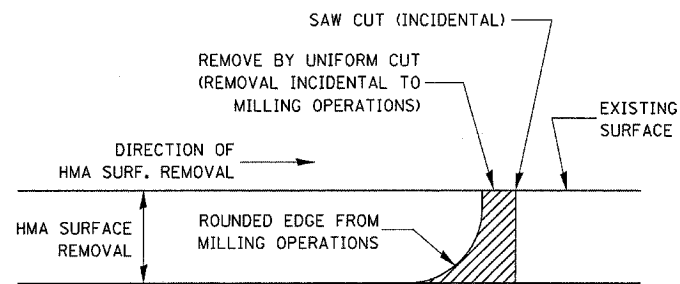 SAW CUT (INCIDENTAL)
REMOVE BY UNIFORM CUT
(REMOVAL INCIDENTAL TO
MILLING OPERATIONS)
EXISTING
SURFACE
DIRECTION OF
HMA SURF. REMOVAL
HMA SURFACE
REMOVAL
ROUNDED EDGE FROM
MILLING OPERATIONS